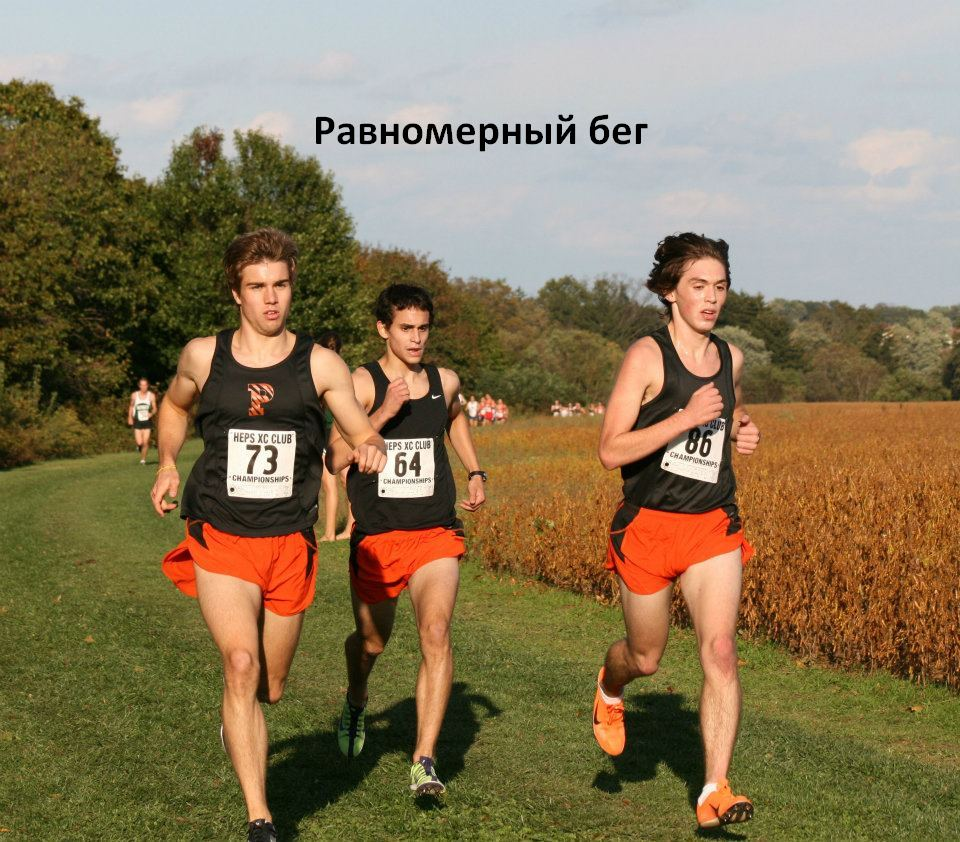 Равномерный бег
P
HEPS XC CLUB
73
CHAMPIONSHIPS
HEPS XC CLUB
64
CHAMPIONSHIPS
86
CHAMPIONSHIPS